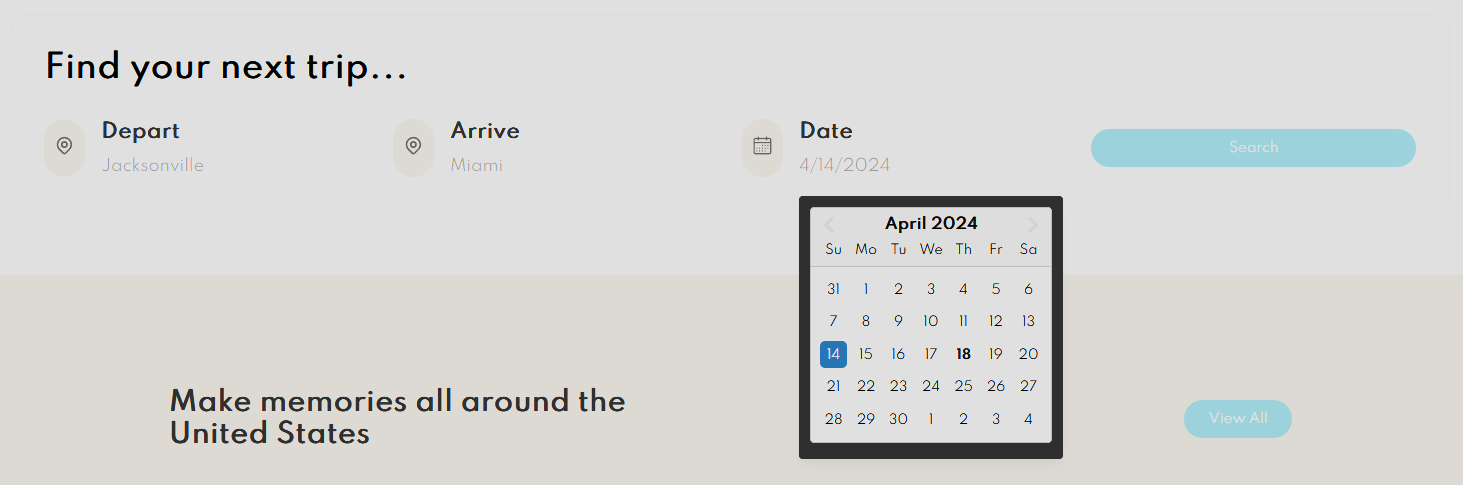 Find your next trip...
Depart
Jacksonville
Arrive
Miami
Date
4/14/2024
Search
April 2024
Su Mo Tu We Th Fr Sa
31 1 2 3 4 5 6
7 8 9 10 11 12 13
14 15 16 17 18 19 20
21 22 23 24 25 26 27
28 29 30 1 2 3 4
Make memories all around the
United States
View All